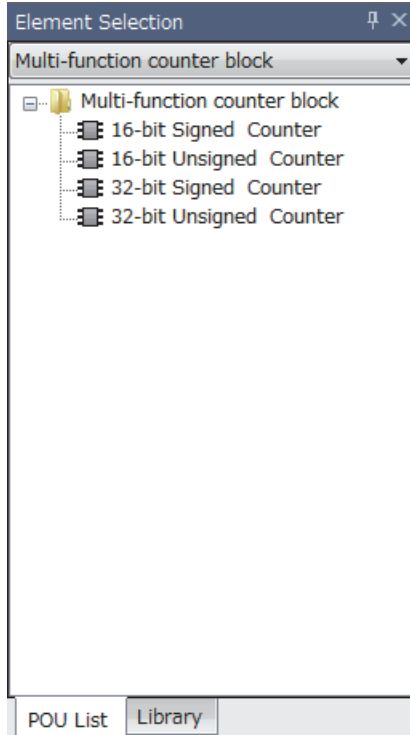 Element Selection
Multi-function counter block
Multi-function counter block
16-bit Signed Counter
16-bit Unsigned Counter
32-bit Signed Counter
32-bit Unsigned Counter
POU List Library